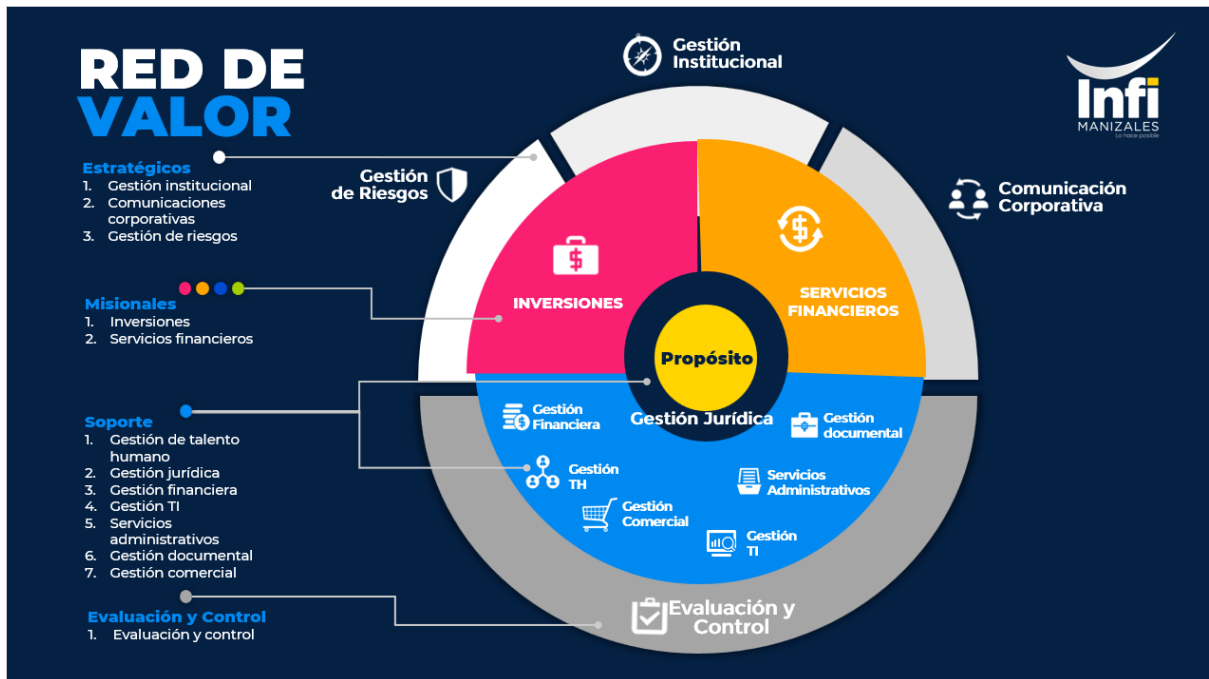 RED DE
VALOR
Estratégicos
1. Gestión institucional
2. Comunicaciones
corporativas
3. Gestión de riesgos
Misionales
1. Inversiones
2. Servicios financieros
Soporte
1. Gestión de talento
humano
2. Gestión jurídica
3. Gestión financiera
4. Gestión TI
5. Servicios
administrativos
6. Gestión documental
7. Gestión comercial
Evaluación y Control
1. Evaluación y control
Gestión
Institucional
Gestión
de Riesgos
Comunicación
Corporativa
Infi
MANIZALES
Lo hace posible
INVERSIONES
SERVICIOS
FINANCIEROS
Propósito
Gestión Jurídica
Gestión
Financiera
Gestión
documental
Gestión
TH
Servicios
Administrativos
Gestión
Comercial
Gestión
TI
Evaluación y
Control